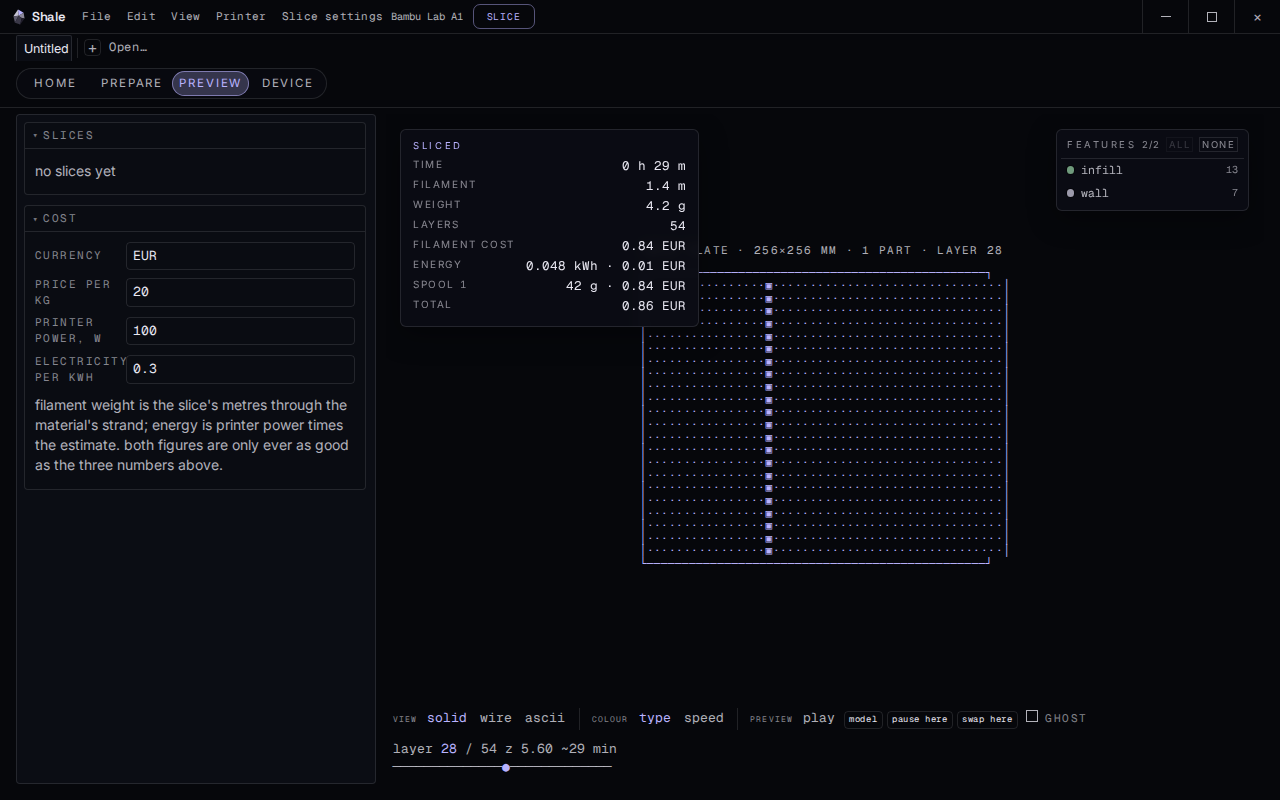 Shale File Edit View Printer Slice settings Bambu Lab A1 SLICE
Untitled + Open…
HOME PREPARE PREVIEW DEVICE
SLICES
no slices yet
COST
CURRENCY EUR
PRICE PER KG 20
PRINTER POWER, W 100
ELECTRICITY PER KWH 0.3
filament weight is the slice's metres through the
material's strand; energy is printer power times
the estimate. both figures are only ever as good
as the three numbers above.
SLICED
TIME 0 h 29 m
FILAMENT 1.4 m
WEIGHT 4.2 g
LAYERS 54
FILAMENT COST 0.84 EUR
ENERGY 0.048 kWh · 0.01 EUR
SPOOL 1 42 g · 0.84 EUR
TOTAL 0.86 EUR
FEATURES 2/2 ALL NONE
infill 13
wall 7
LATE · 256×256 MM · 1 PART · LAYER 28
VIEW solid wire ascii COLOUR type speed PREVIEW play model pause here swap here GHOST
layer 28 / 54 z 5.60 ~29 min